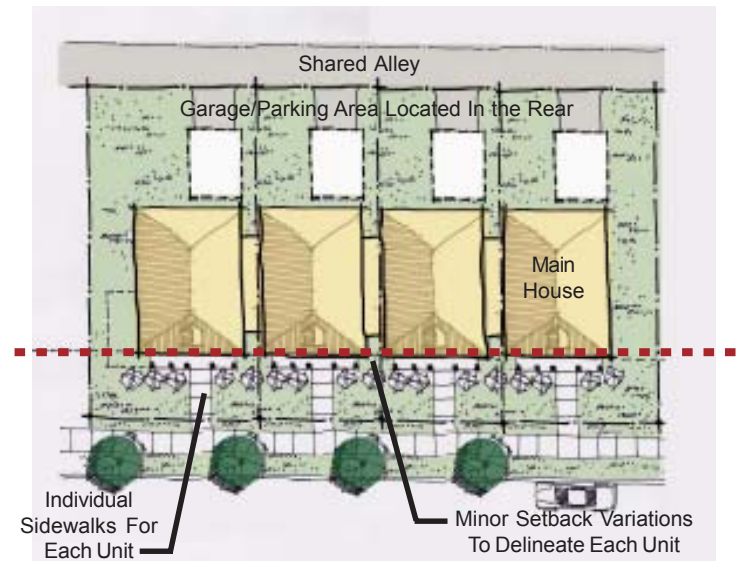 Shared Alley
Garage/Parking Area Located In the Rear
Main
House
Individual
Sidewalks For
Each Unit
Minor Setback Variations
To Delineate Each Unit